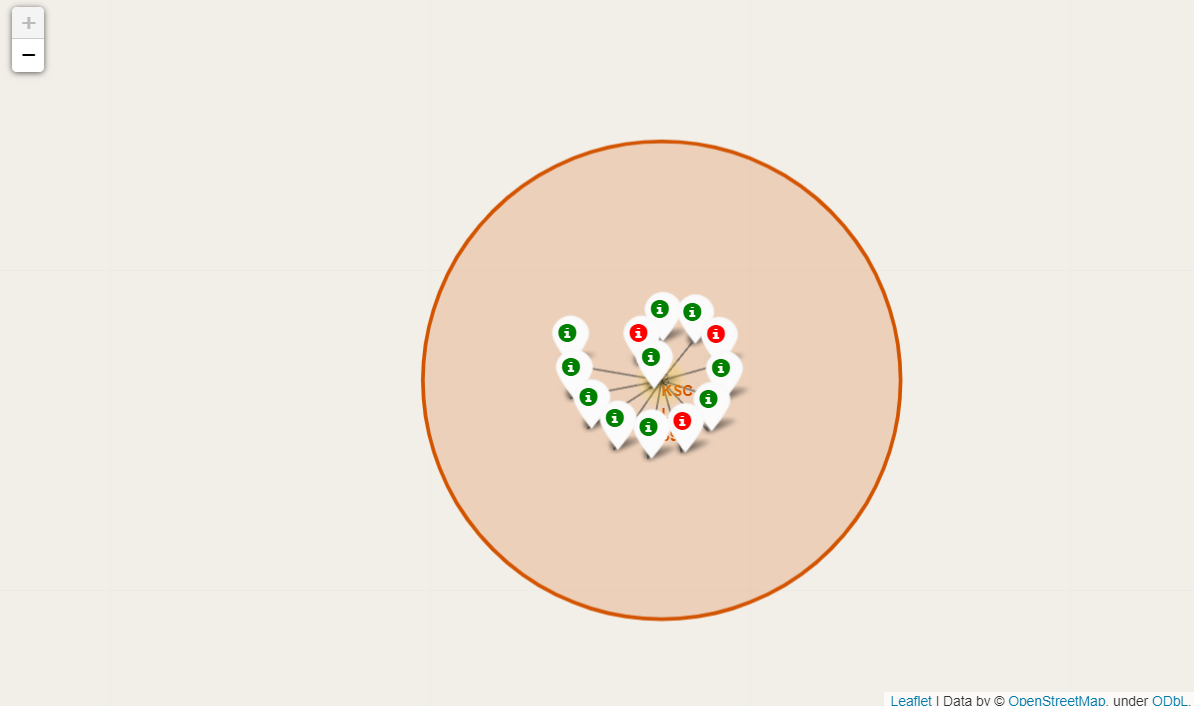 +
−
KSC
Leaflet | Data by © OpenStreetMap, under ODbL.